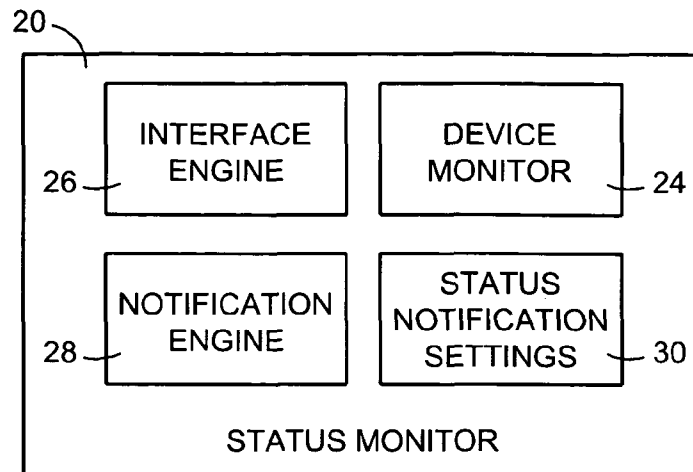 20
INTERFACE
ENGINE
26
DEVICE
MONITOR
24
NOTIFICATION
ENGINE
28
STATUS
NOTIFICATION
SETTINGS
30
STATUS MONITOR